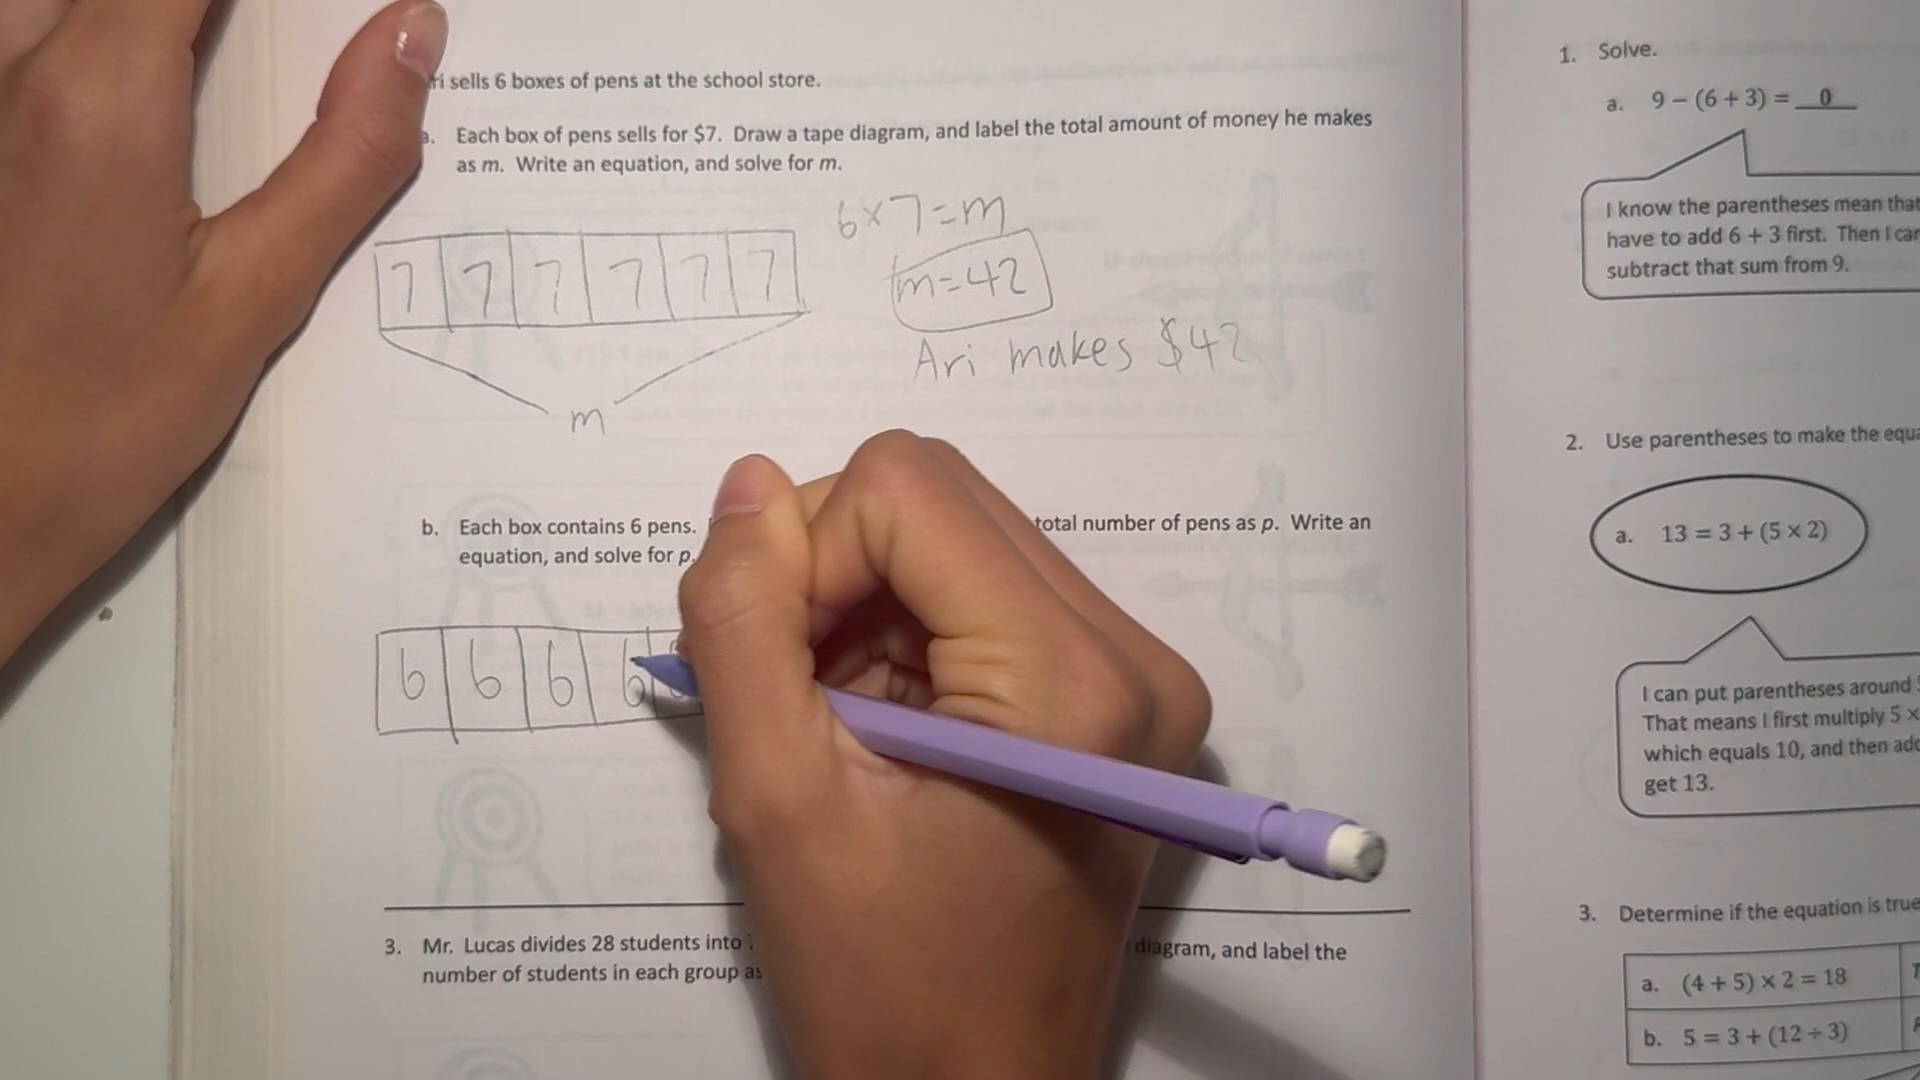 sells 6 boxes of pens at the school store.
a. Each box of pens sells for $7. Draw a tape diagram, and label the total amount of money he makes
as m. Write an equation, and solve for m.
6×7=m
7 7 7 7 7 7
m=42
Ari makes $42
m
b. Each box contains 6 pens. total number of pens as p. Write an
equation, and solve for p.
6 6 6 6
3. Mr. Lucas divides 28 students into diagram, and label the
number of students in each group as
1. Solve.
a. 9 – (6 + 3) = 0
I know the parentheses mean that
have to add 6 + 3 first. Then I can
subtract that sum from 9.
2. Use parentheses to make the
a. 13 = 3 + (5 × 2)
I can put parentheses around
That means I first multiply 5 ×
which equals 10, and then
get 13.
3. Determine if the equation is true
a. (4 + 5) × 2 = 18
b. 5 = 3 + (12 ÷ 3)